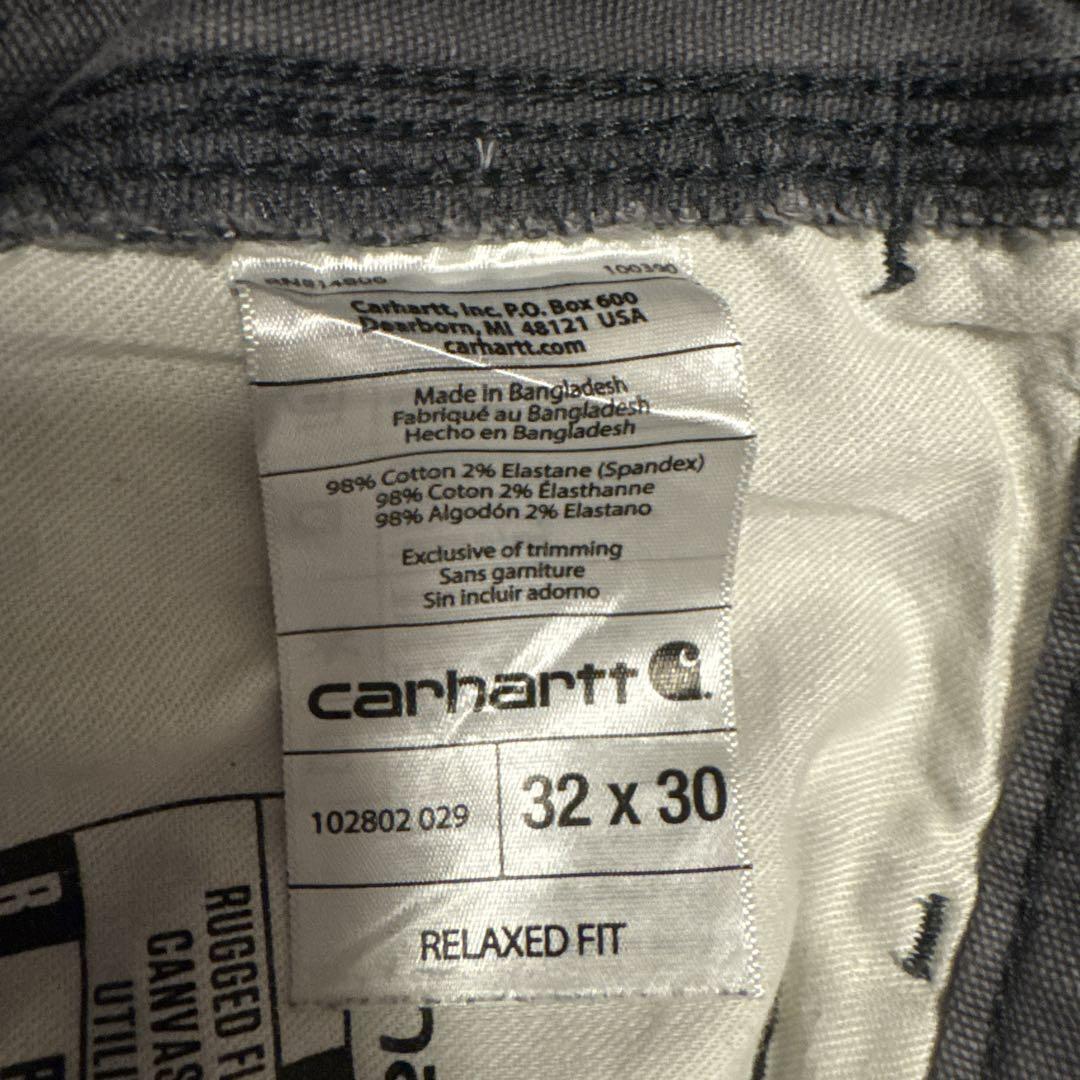 RN#14806 100390
Carhartt, Inc. P.O. Box 600
Dearborn, MI 48121 USA
carhartt.com
Made in Bangladesh
Fabriqué au Bangladesh
Hecho en Bangladesh
98% Cotton 2% Elastane (Spandex)
98% Coton 2% Élasthanne
98% Algodón 2% Elastano
Exclusive of trimming
Sans garniture
Sin incluir adorno
carhartt
102802 029
32 x 30
RELAXED FIT
RUGGED